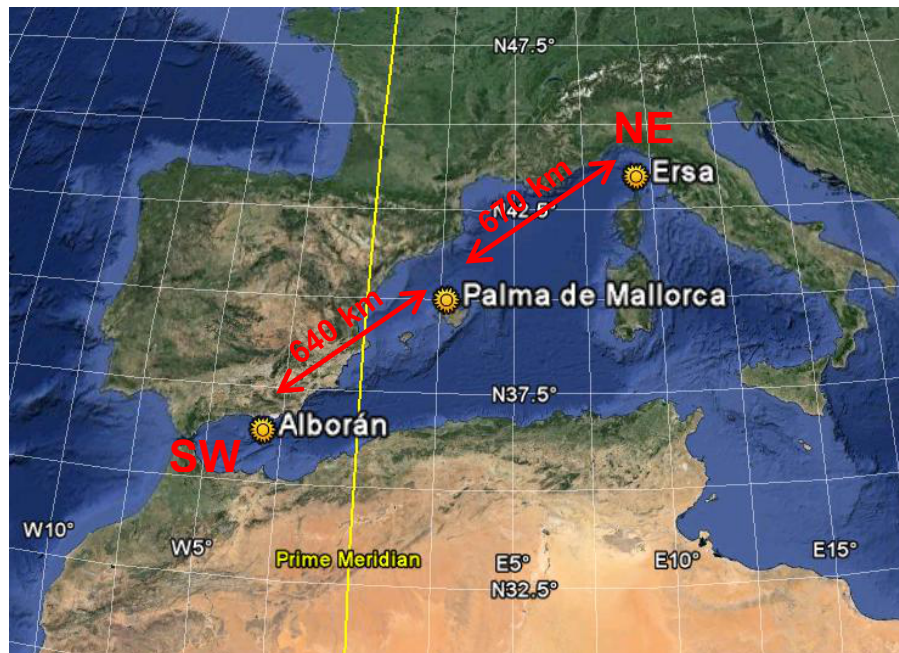 N47.5°
NE
Ersa
670 km
N42.5°
Palma de Mallorca
640 km
N37.5°
Alborán
SW
W10°
W5°
Prime Meridian
E5°
E10°
E15°
N32.5°